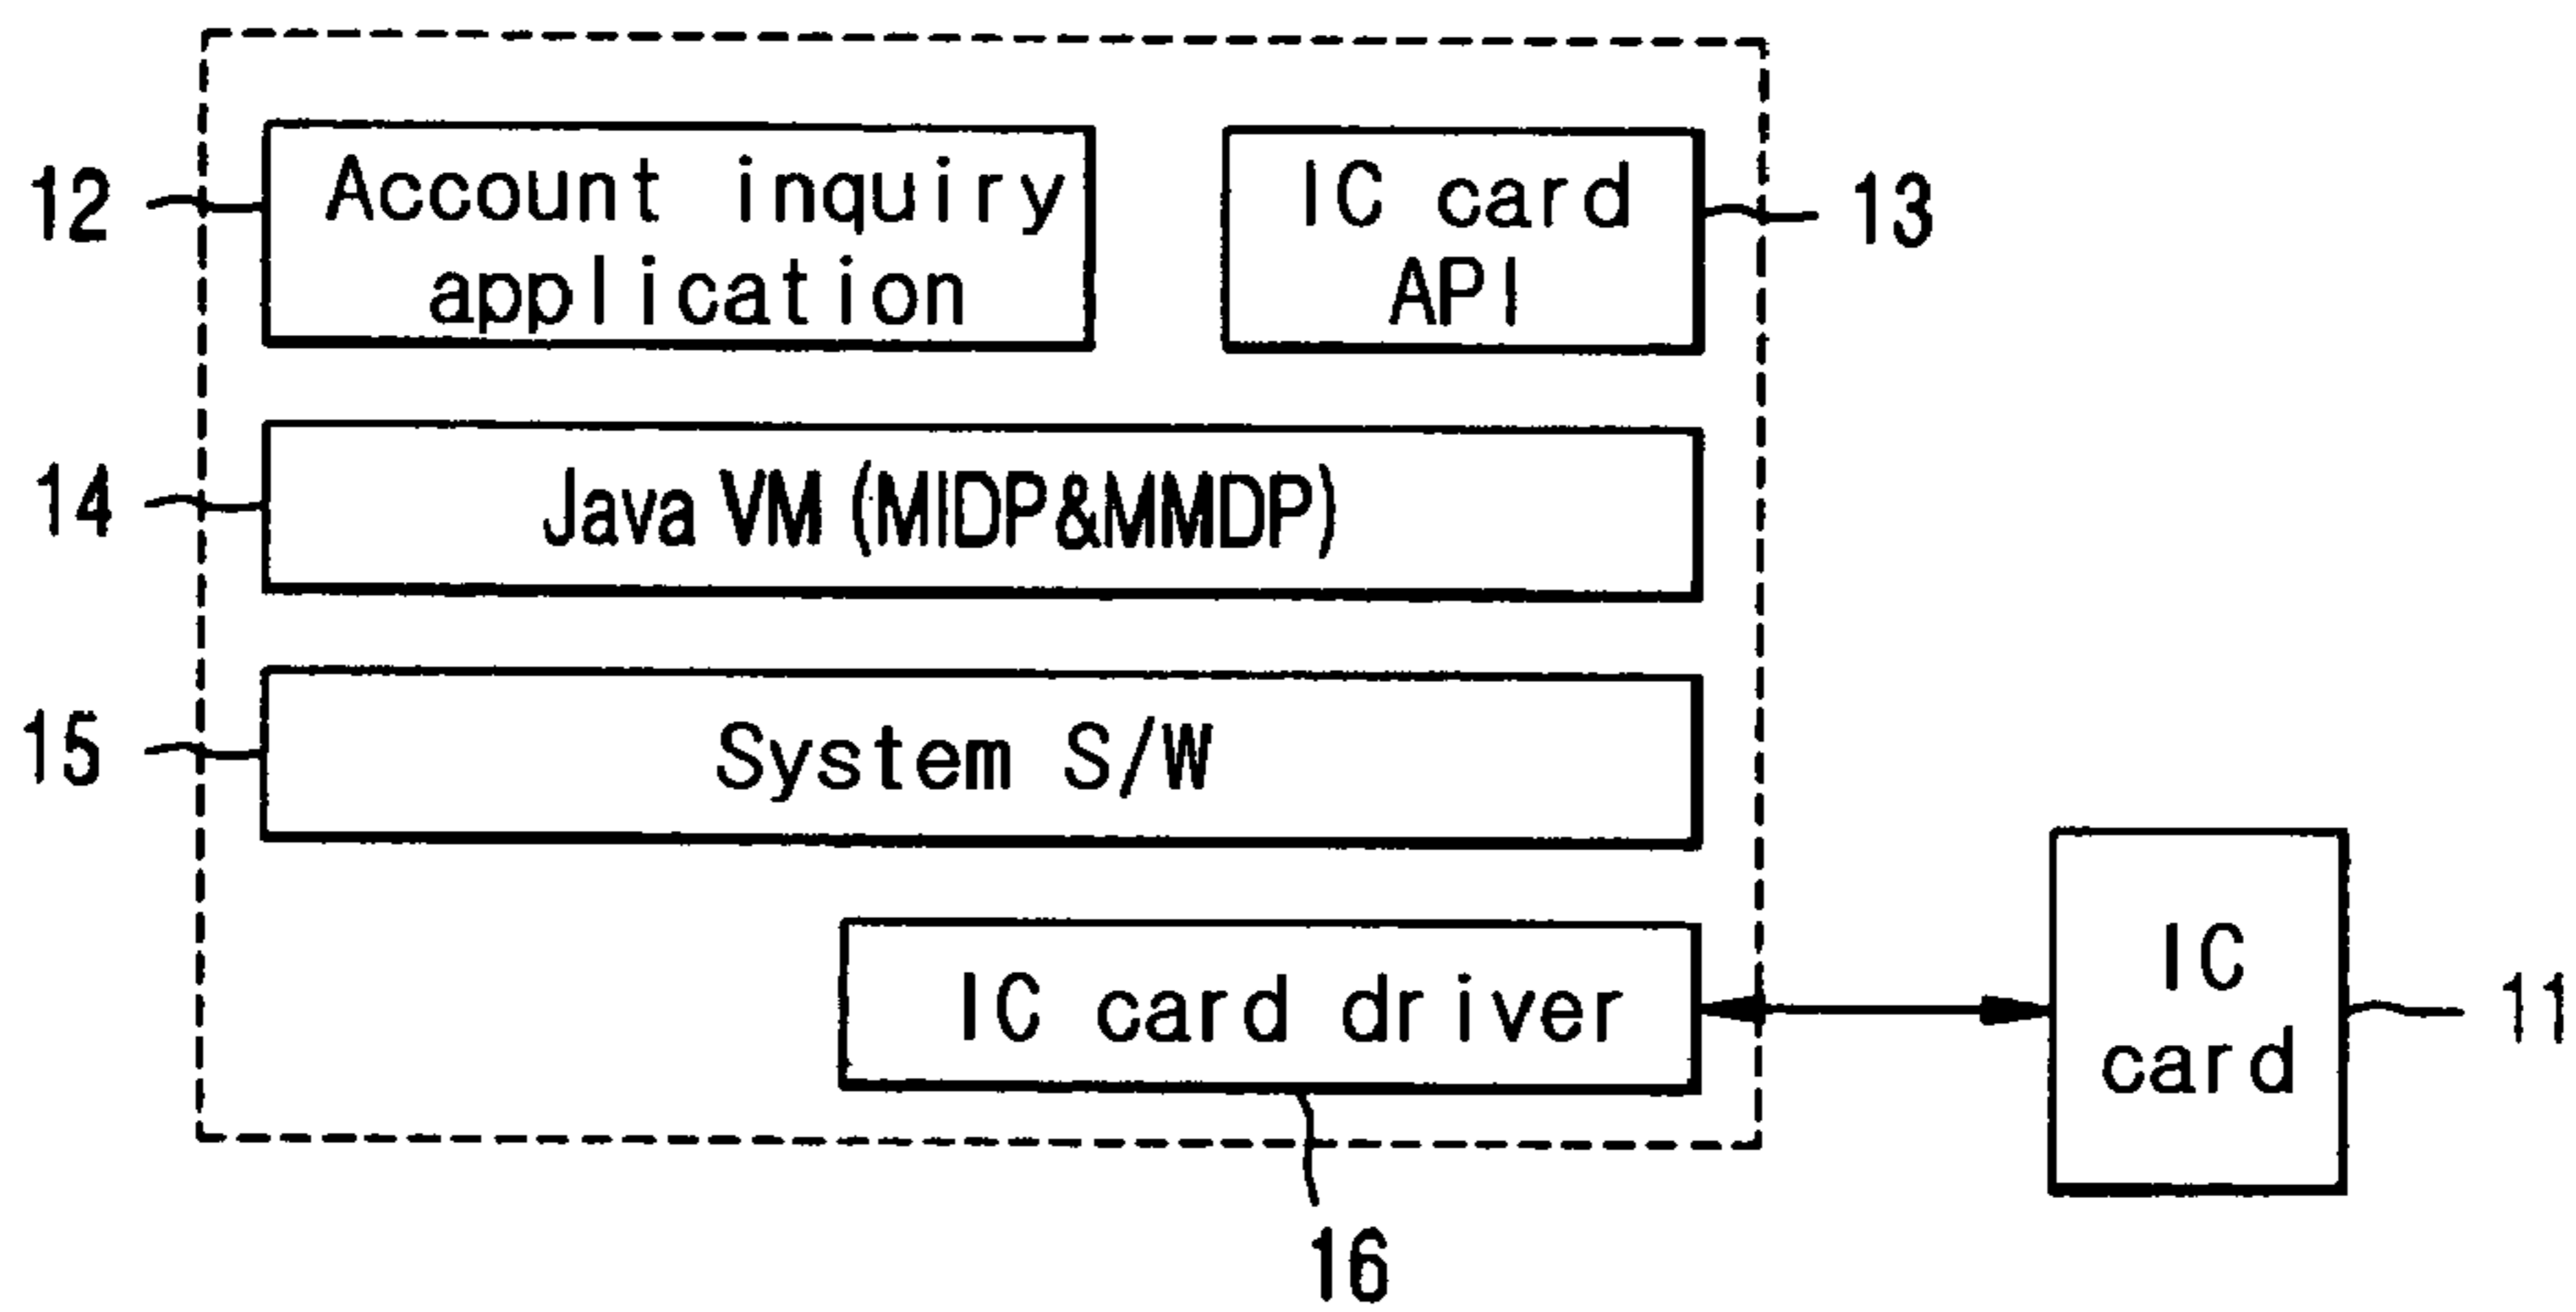 12
Account inquiry
application
IC card
API
13
14
Java VM (MIDP&MMDP)
15
System S/W
IC card driver
IC
card
11
16